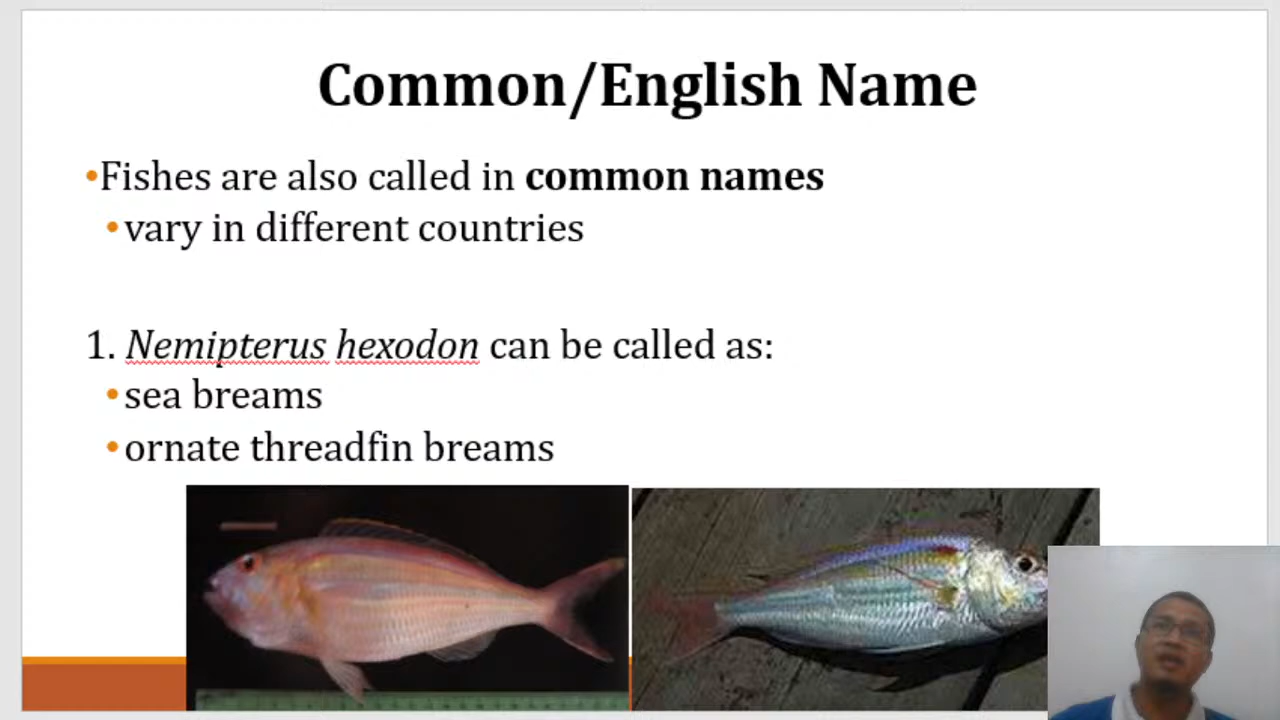 Common/English Name
•Fishes are also called in common names
•vary in different countries
1. Nemipterus hexodon can be called as:
•sea breams
•ornate threadfin breams